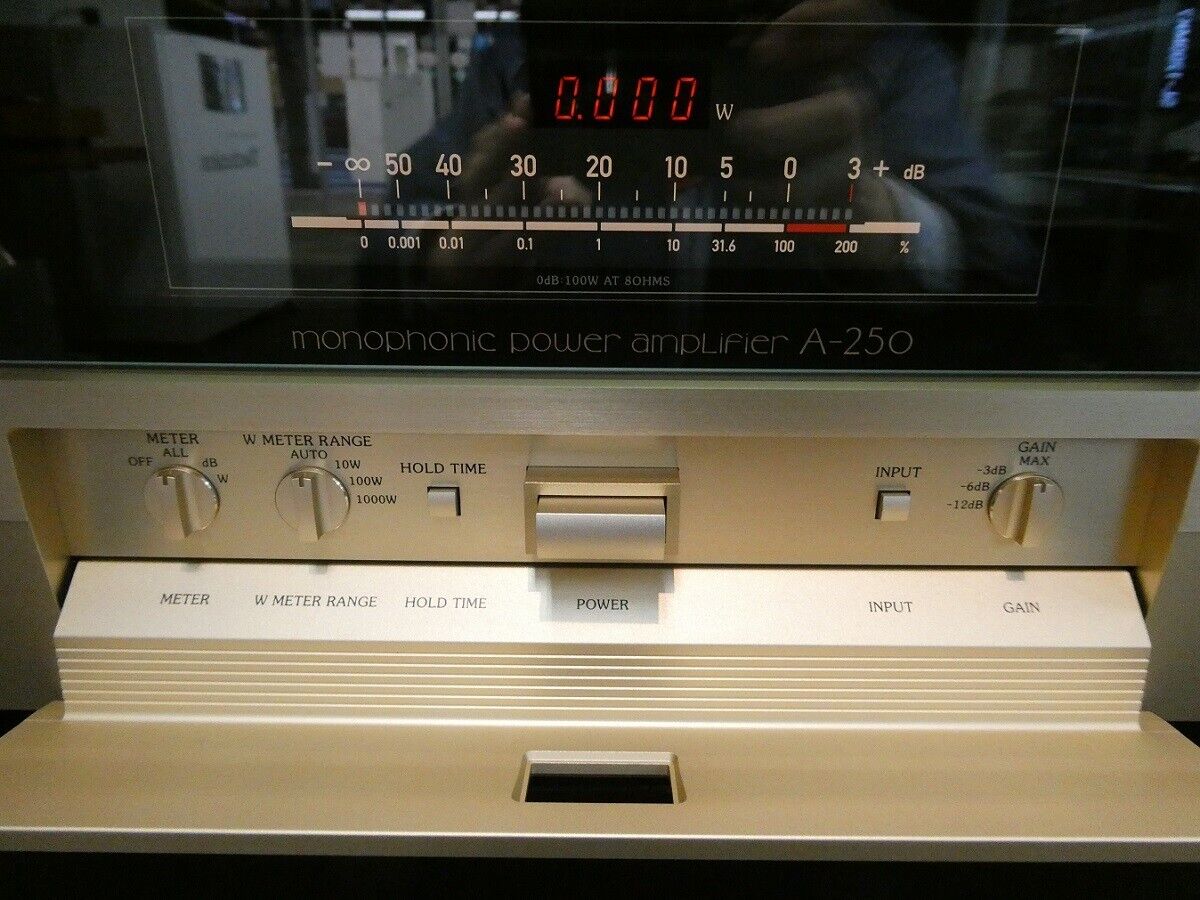 0.000 W
- ∞ 50 40 30 20 10 5 0 3 + dB
0 0.001 0.01 0.1 1 10 31.6 100 200 %
0dB:100W AT 8OHMS
monophonic power amplifier A-250
METER
ALL
OFF dB
W
W METER RANGE
AUTO
10W
100W
1000W
HOLD TIME
INPUT
GAIN
MAX
-3dB
-6dB
-12dB
METER W METER RANGE HOLD TIME POWER INPUT GAIN